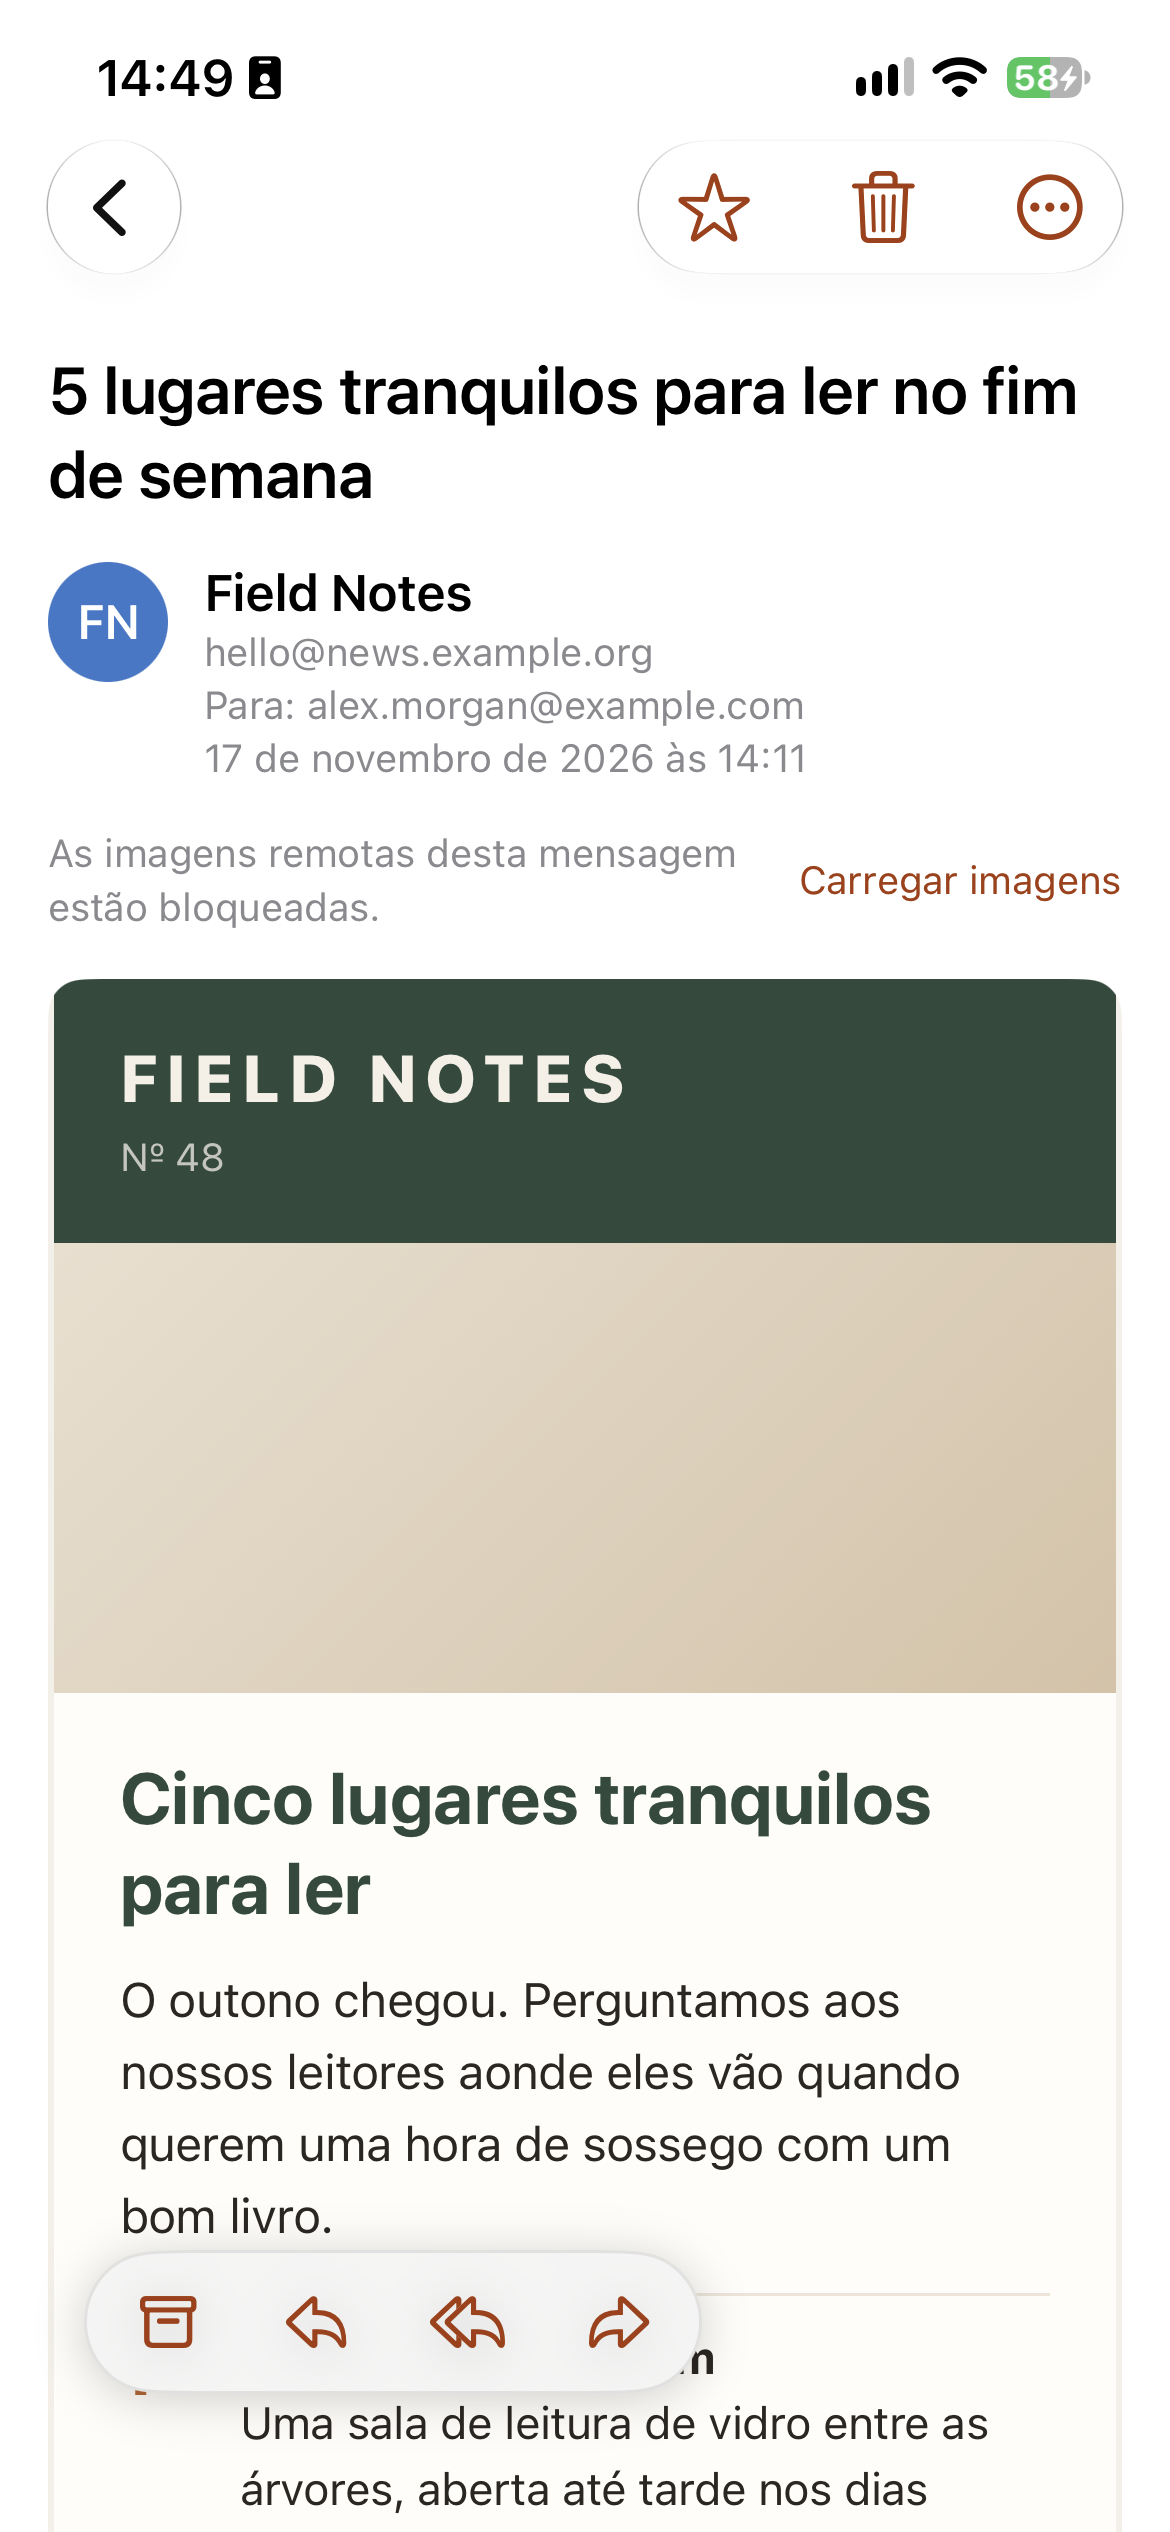 14:49
58
5 lugares tranquilos para ler no fim
de semana
FN
Field Notes
hello@news.example.org
Para: alex.morgan@example.com
17 de novembro de 2026 às 14:11
As imagens remotas desta mensagem
estão bloqueadas.
Carregar imagens
FIELD NOTES
Nº 48
Cinco lugares tranquilos
para ler
O outono chegou. Perguntamos aos
nossos leitores aonde eles vão quando
querem uma hora de sossego com um
bom livro.
Uma sala de leitura de vidro entre as
árvores, aberta até tarde nos dias